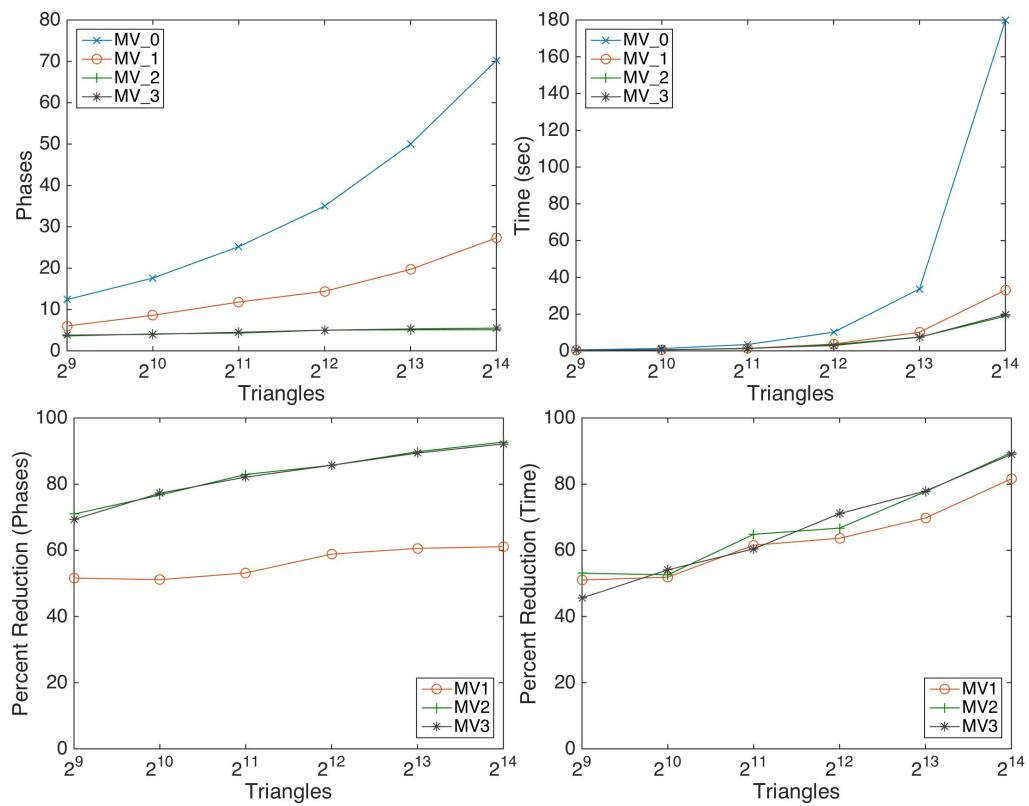 80
70
60
50
40
30
20
10
0
Phases
MV_0
MV_1
MV_2
MV_3
2^9 2^10 2^11 2^12 2^13 2^14
Triangles
180
160
140
120
100
80
60
40
20
0
Time (sec)
MV_0
MV_1
MV_2
MV_3
2^9 2^10 2^11 2^12 2^13 2^14
Triangles
100
80
60
40
20
0
Percent Reduction (Phases)
MV1
MV2
MV3
2^9 2^10 2^11 2^12 2^13 2^14
Triangles
100
80
60
40
20
0
Percent Reduction (Time)
MV1
MV2
MV3
2^9 2^10 2^11 2^12 2^13 2^14
Triangles